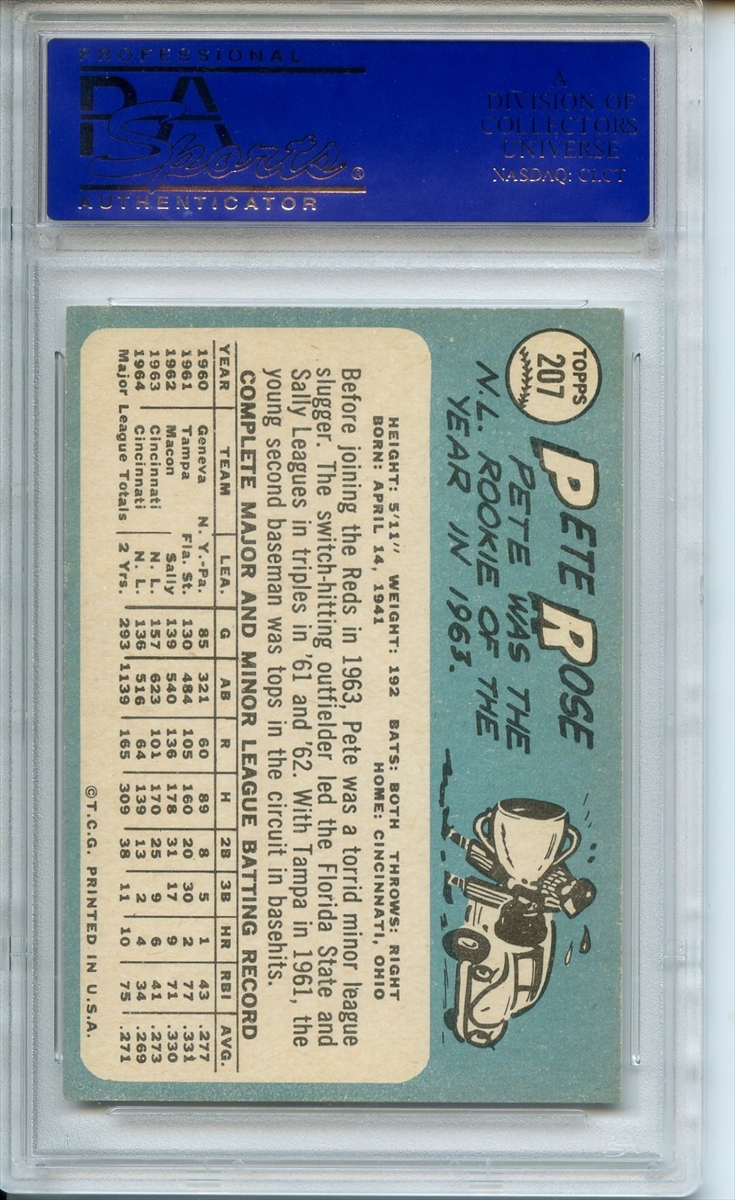 PROFESSIONAL
PSA
Sports®
AUTHENTICATOR
A
DIVISION OF
COLLECTORS
UNIVERSE
NASDAQ: CLCT
TOPPS
207
PETE ROSE
PETE WAS THE
N.L. ROOKIE OF THE
YEAR IN 1963.
HEIGHT: 5'11" WEIGHT: 192 BATS: BOTH THROWS: RIGHT
BORN: APRIL 14, 1941 HOME: CINCINNATI, OHIO
Before joining the Reds in 1963, Pete was a torrid minor league
slugger. The switch-hitting outfielder led the Florida State and
Sally Leagues in triples in '61 and '62. With Tampa in 1961, the
young second baseman was tops in the circuit in basehits.
COMPLETE MAJOR AND MINOR LEAGUE BATTING RECORD
YEAR TEAM LEA. G AB R H 2B 3B HR RBI AVG.
1960 Geneva N.Y.-Pa. 85 321 60 89 8 5 1 43 .277
1961 Tampa Fla. St. 130 484 105 160 20 30 2 77 .331
1962 Macon Sally 139 540 136 178 31 17 9 71 .330
1963 Cincinnati N. L. 157 623 101 170 25 9 6 41 .273
1964 Cincinnati N. L. 136 516 64 139 13 2 4 34 .269
Major League Totals 2 Yrs. 293 1139 165 309 38 11 10 75 .271
©T.C.G. PRINTED IN U.S.A.